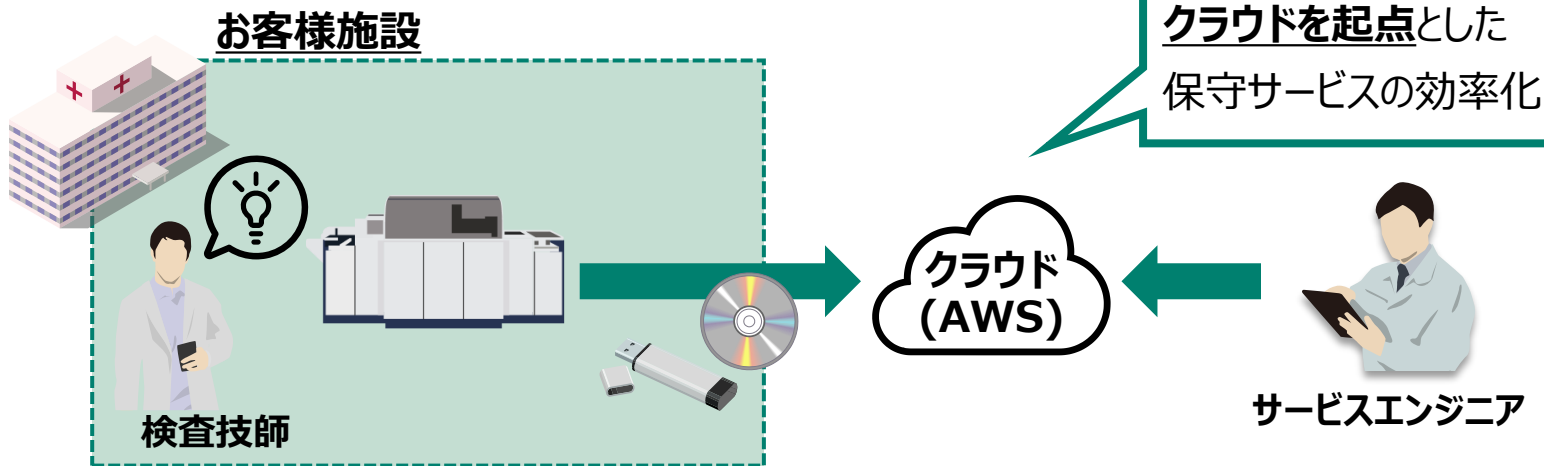 お客様施設
クラウドを起点とした
保守サービスの効率化
クラウド
(AWS)
検査技師
サービスエンジニア